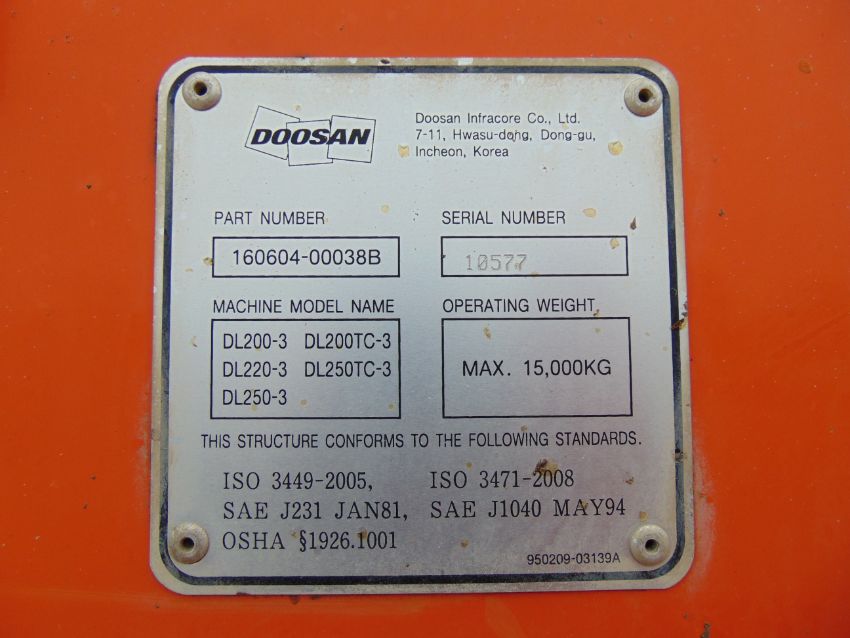 DOOSAN
Doosan Infracore Co., Ltd.
7-11, Hwasu-dong, Dong-gu,
Incheon, Korea
PART NUMBER
160604-00038B
SERIAL NUMBER
10577
MACHINE MODEL NAME
DL200-3 DL200TC-3
DL220-3 DL250TC-3
DL250-3
OPERATING WEIGHT
MAX. 15,000KG
THIS STRUCTURE CONFORMS TO THE FOLLOWING STANDARDS.
ISO 3449-2005, ISO 3471-2008
SAE J231 JAN81, SAE J1040 MAY94
OSHA §1926.1001
950209-03139A